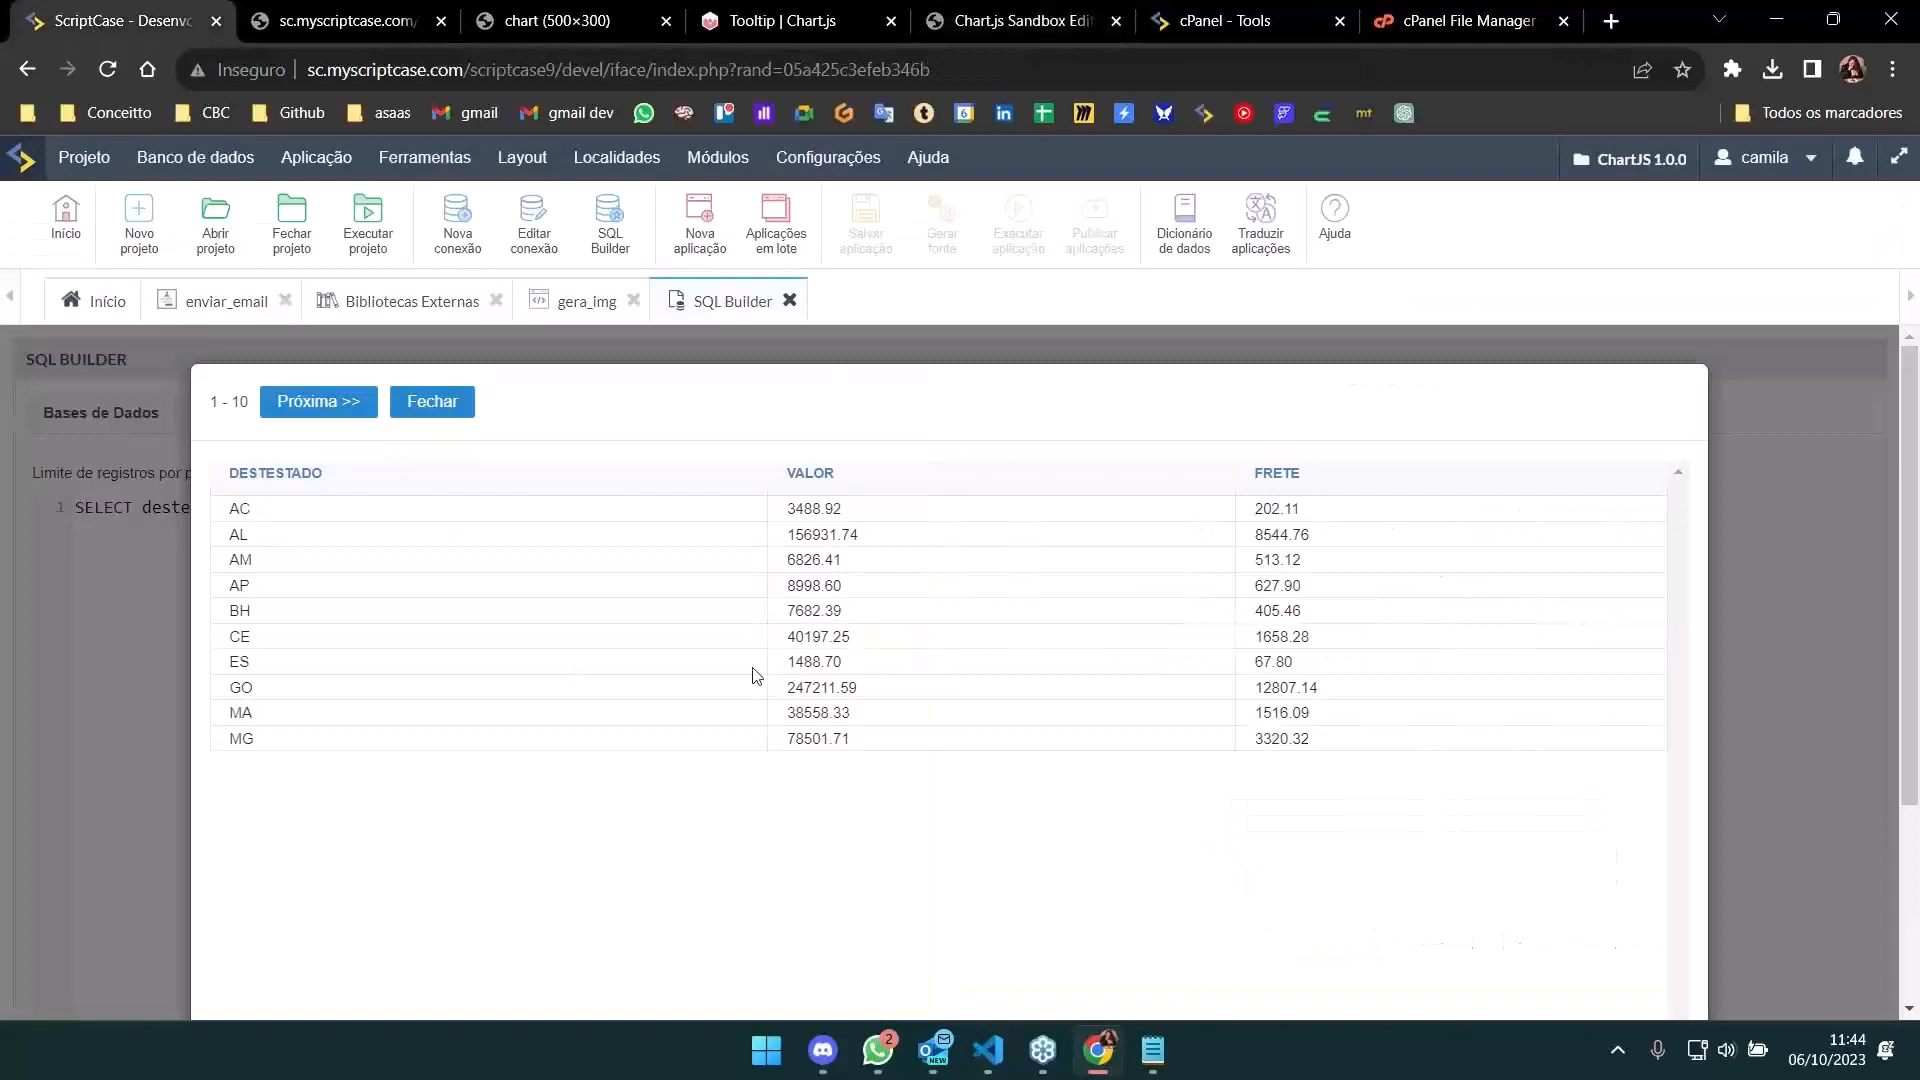 ScriptCase - Desenvo
sc.myscriptcase.com/
chart (500×300)
Tooltip | Chart.js
Chart.js Sandbox Edit
cPanel - Tools
cPanel File Manager
Inseguro
sc.myscriptcase.com/scriptcase9/devel/iface/index.php?rand=05a425c3efeb346b
Conceitto
CBC
Github
asaas
gmail
gmail dev
Todos os marcadores
Projeto
Banco de dados
Aplicação
Ferramentas
Layout
Localidades
Módulos
Configurações
Ajuda
ChartJS 1.0.0
camila
Início
Novo
projeto
Abrir
projeto
Fechar
projeto
Executar
projeto
Nova
conexão
Editar
conexão
SQL
Builder
Nova
aplicação
Aplicações
em lote
Salvar
aplicação
Gerar
fonte
Executar
aplicação
Publicar
aplicações
Dicionário
de dados
Traduzir
aplicações
Ajuda
Início
enviar_email
Bibliotecas Externas
gera_img
SQL Builder
SQL BUILDER
Bases de Dados
Limite de registros por p
1 SELECT deste
1 - 10
Próxima >>
Fechar
DESTESTADO VALOR FRETE
AC 3488.92 202.11
AL 156931.74 8544.76
AM 6826.41 513.12
AP 8998.60 627.90
BH 7682.39 405.46
CE 40197.25 1658.28
ES 1488.70 67.80
GO 247211.59 12807.14
MA 38558.33 1516.09
MG 78501.71 3320.32
2
NEW
11:44
06/10/2023